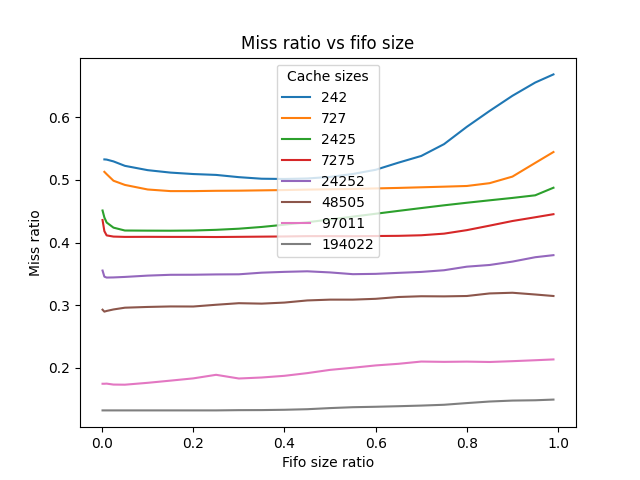 Miss ratio vs fifo size
Cache sizes
242
727
2425
7275
24252
48505
97011
194022
Miss ratio
0.6
0.5
0.4
0.3
0.2
0.0 0.2 0.4 0.6 0.8 1.0
Fifo size ratio